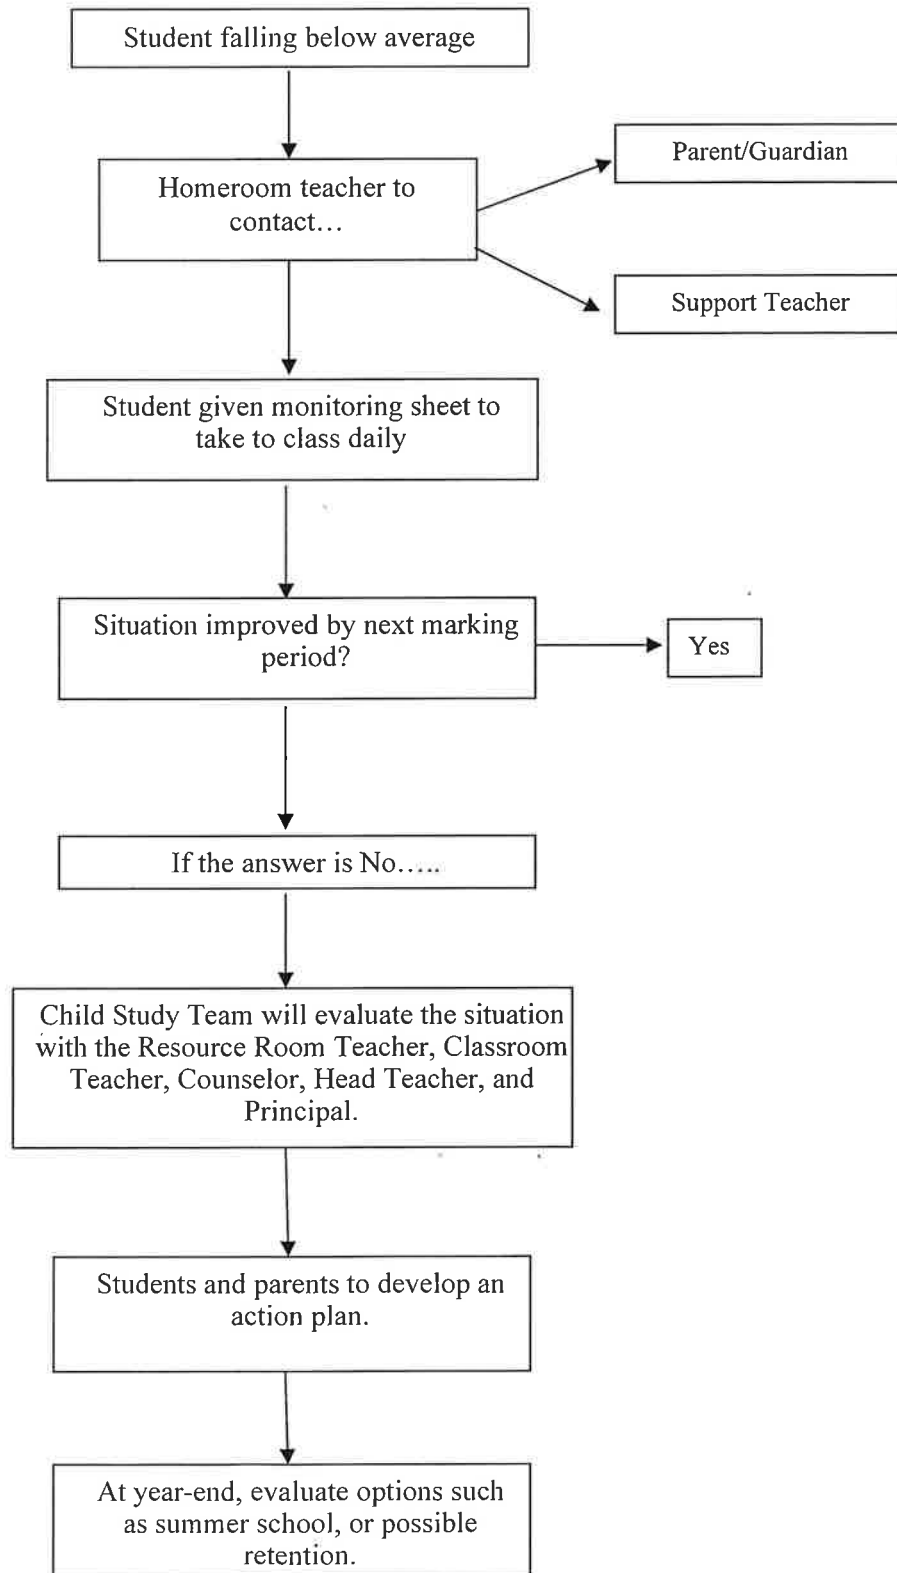 Student falling below average
Homeroom teacher to
contact…
Parent/Guardian
Support Teacher
Student given monitoring sheet to
take to class daily
Situation improved by next marking
period?
Yes
If the answer is No…..
Child Study Team will evaluate the situation
with the Resource Room Teacher, Classroom
Teacher, Counselor, Head Teacher, and
Principal.
Students and parents to develop an
action plan.
At year-end, evaluate options such
as summer school, or possible
retention.